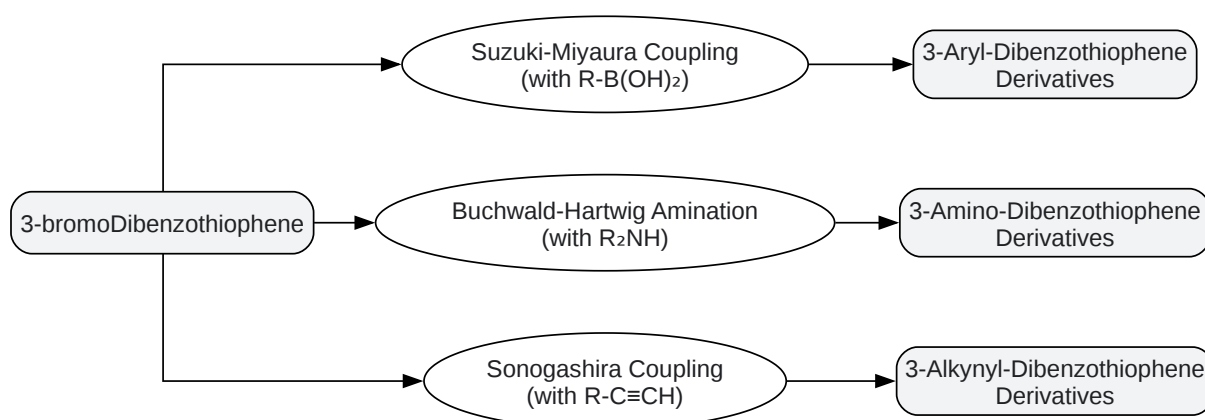 Suzuki-Miyaura Coupling
(with R-B(OH)₂)
3-Aryl-Dibenzothiophene
Derivatives
3-bromoDibenzothiophene
Buchwald-Hartwig Amination
(with R₂NH)
3-Amino-Dibenzothiophene
Derivatives
Sonogashira Coupling
(with R-C≡CH)
3-Alkynyl-Dibenzothiophene
Derivatives